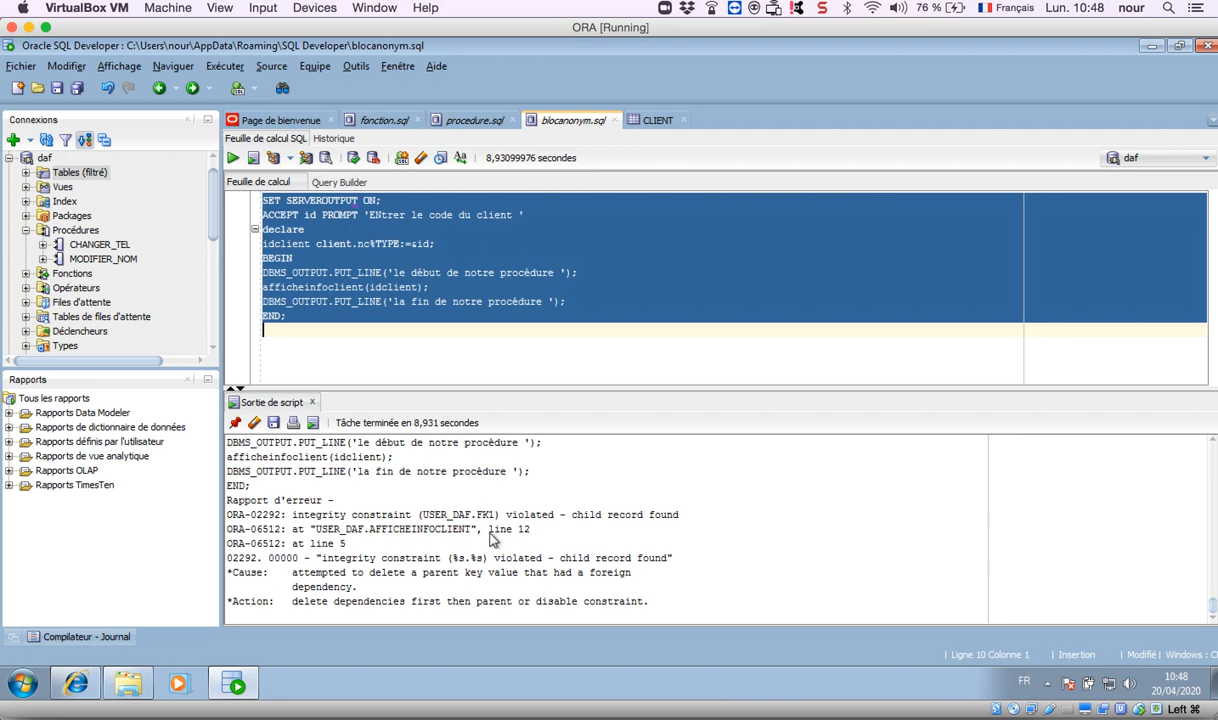 VirtualBox VM Machine View Input Devices Window Help 76 % Français Lun. 10:48 nour
ORA [Running]
Oracle SQL Developer : C:\Users\nour\AppData\Roaming\SQL Developer\blocanonym.sql
Fichier Modifier Affichage Naviguer Exécuter Source Equipe Outils Fenêtre Aide
Connexions
daf
Tables (filtré)
Vues
Index
Packages
Procédures
CHANGER_TEL
MODIFIER_NOM
Fonctions
Opérateurs
Files d'attente
Tables de files d'attente
Déclencheurs
Types
Rapports
Tous les rapports
Rapports Data Modeler
Rapports de dictionnaire de données
Rapports définis par l'utilisateur
Rapports de vue analytique
Rapports OLAP
Rapports TimesTen
Page de bienvenue fonction.sql procedure.sql blocanonym.sql CLIENT
Feuille de calcul SQL Historique
8,93099976 secondes daf
Feuille de calcul Query Builder
SET SERVEROUTPUT ON;
ACCEPT id PROMPT 'ENtrer le code du client '
declare
idclient client.nc%TYPE:=&id;
BEGIN
DBMS_OUTPUT.PUT_LINE('le début de notre procédure ');
afficheinfoclient(idclient);
DBMS_OUTPUT.PUT_LINE('la fin de notre procédure ');
END;
Sortie de script
Tâche terminée en 8,931 secondes
DBMS_OUTPUT.PUT_LINE('le début de notre procédure ');
afficheinfoclient(idclient);
DBMS_OUTPUT.PUT_LINE('la fin de notre procédure ');
END;
Rapport d'erreur -
ORA-02292: integrity constraint (USER_DAF.FK1) violated - child record found
ORA-06512: at "USER_DAF.AFFICHEINFOCLIENT", line 12
ORA-06512: at line 5
02292. 00000 - "integrity constraint (%s.%s) violated - child record found"
*Cause: attempted to delete a parent key value that had a foreign
dependency.
*Action: delete dependencies first then parent or disable constraint.
Compilateur - Journal
Ligne 10 Colonne 1 Insertion Modifié Windows: C
FR 10:48
20/04/2020
Left ⌘